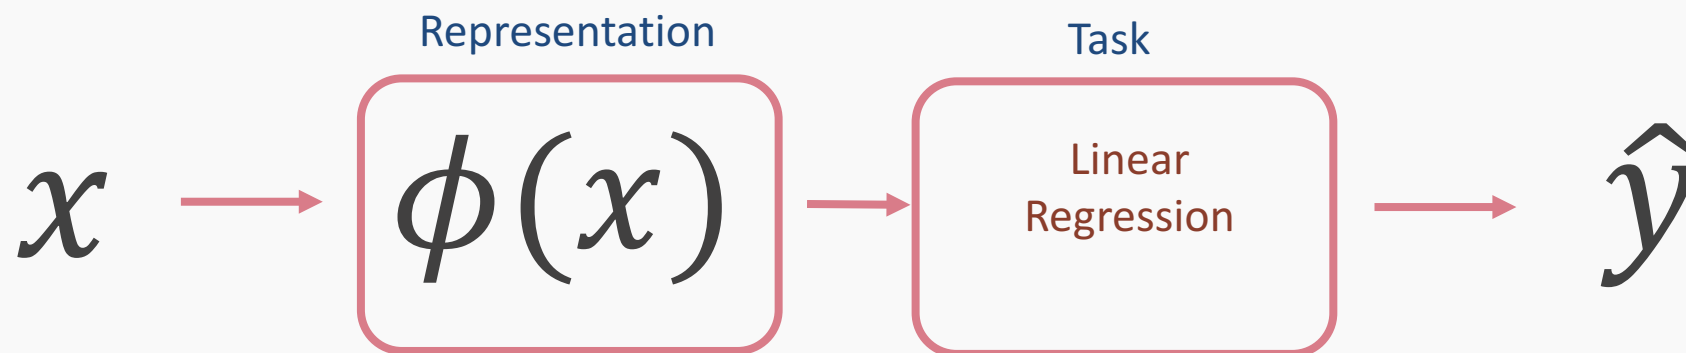 Representation
Task
x
ϕ(x)
Linear
Regression
ŷ